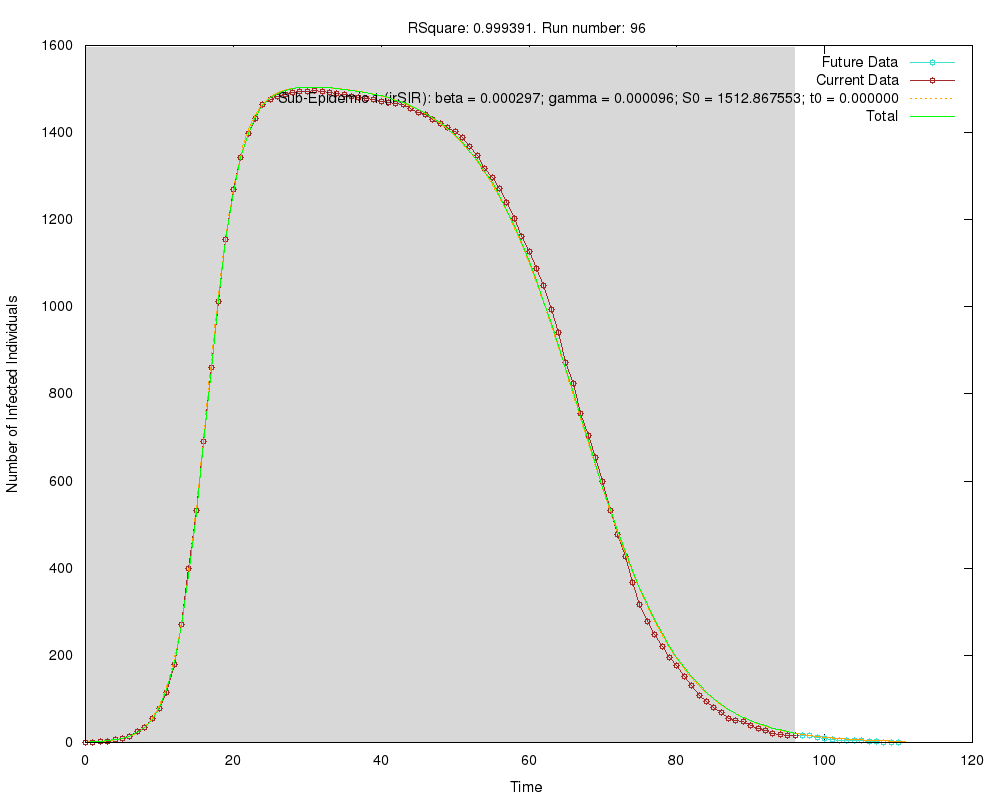 RSquare: 0.999391. Run number: 96
1600
1400
1200
1000
800
600
400
200
0
Number of Infected Individuals
Future Data
Current Data
Sub-Epidemic 1 (irSIR): beta = 0.000297; gamma = 0.000096; S0 = 1512.867553; t0 = 0.000000
Total
0 20 40 60 80 100 120
Time